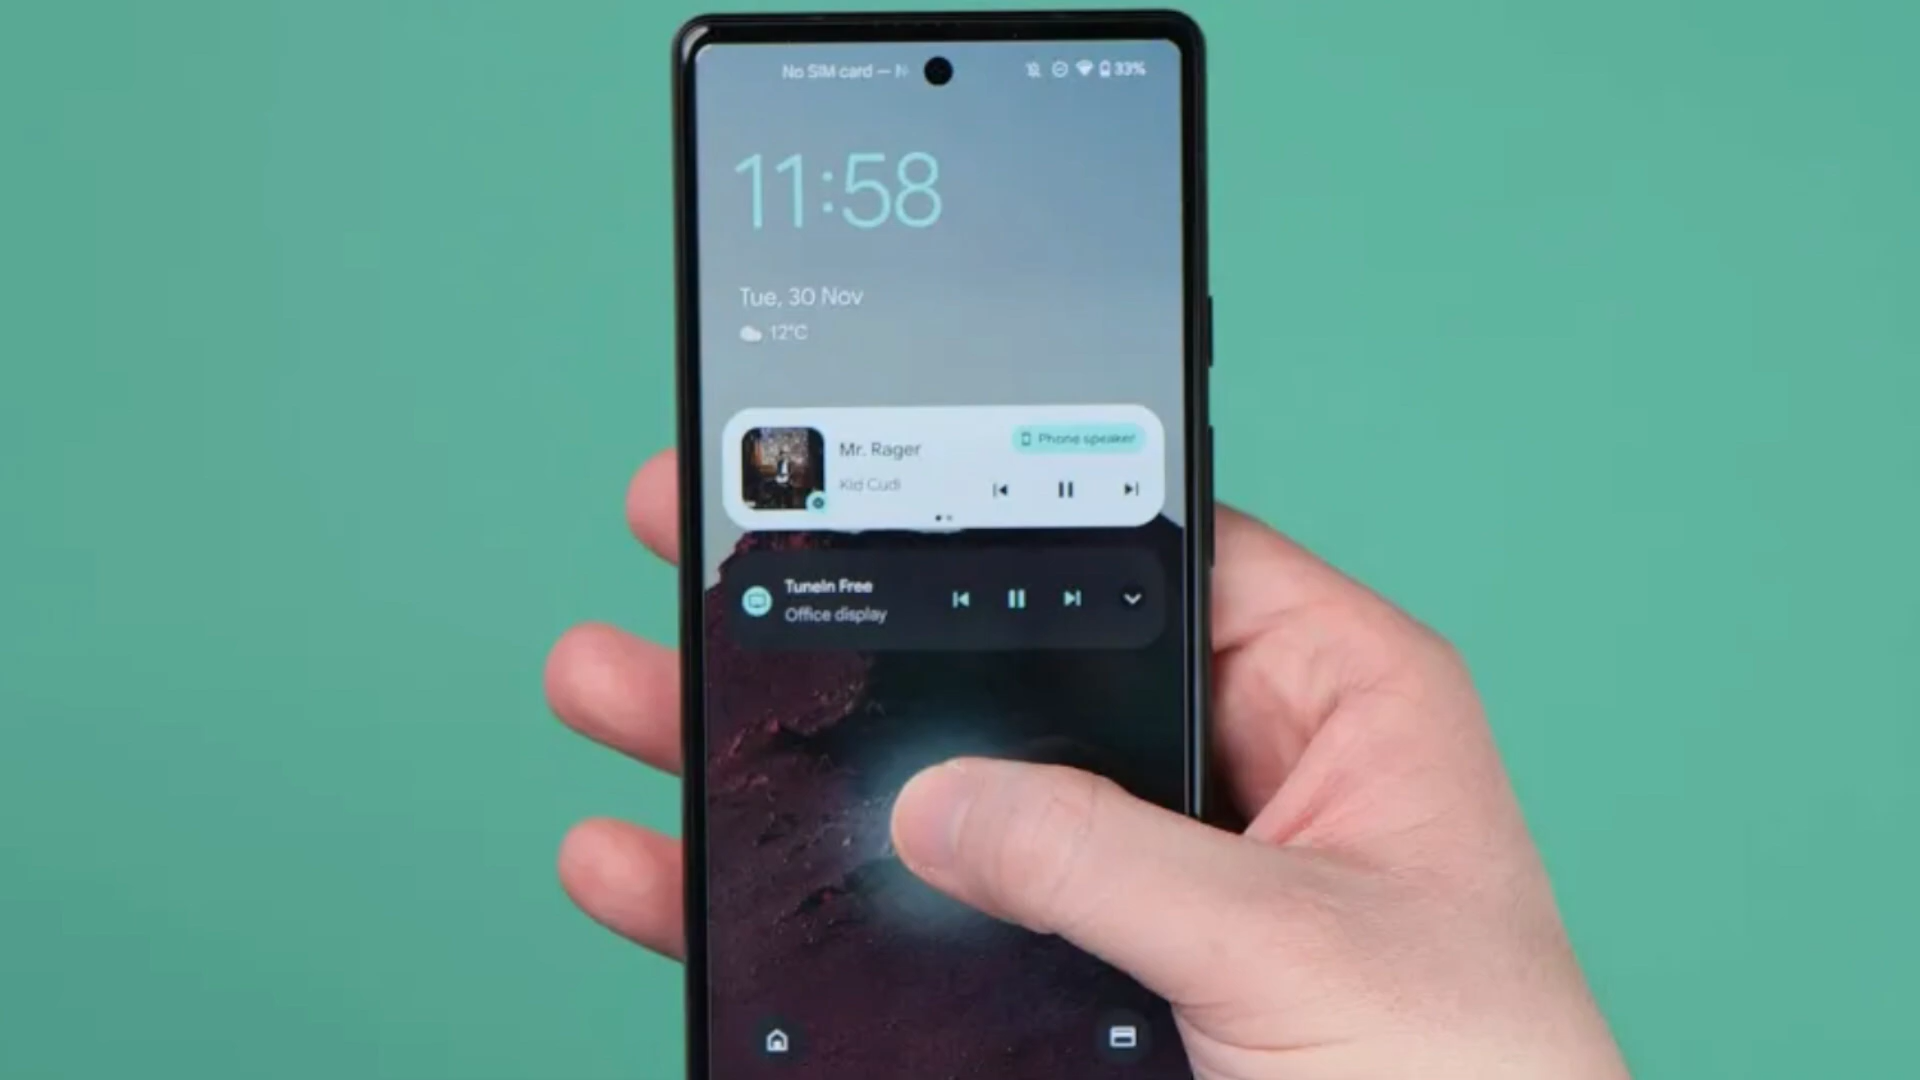 No SIM card —
33%
11:58
Tue, 30 Nov
12°C
Mr. Rager
Phone speaker
Kid Cudi
TuneIn Free
Office display